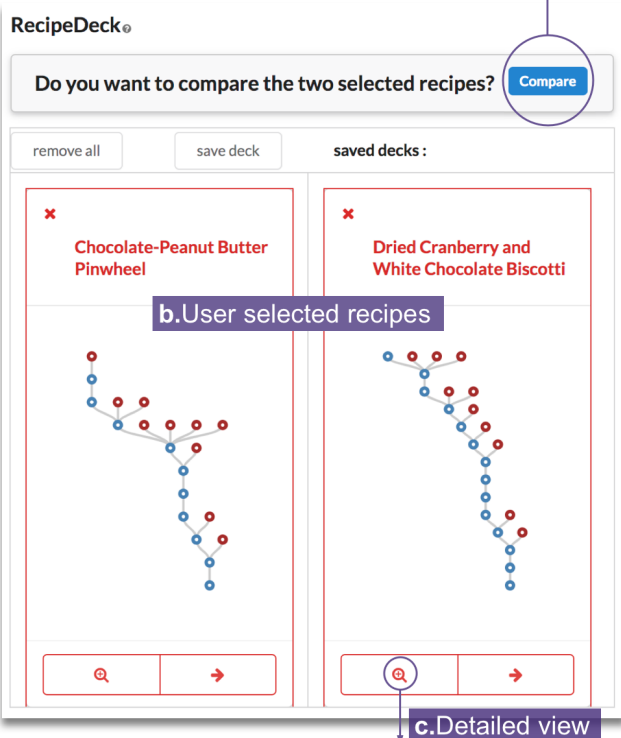 RecipeDeck
Do you want to compare the two selected recipes? Compare
remove all save deck saved decks :
Chocolate-Peanut Butter
Pinwheel
Dried Cranberry and
White Chocolate Biscotti
b.User selected recipes
c.Detailed view